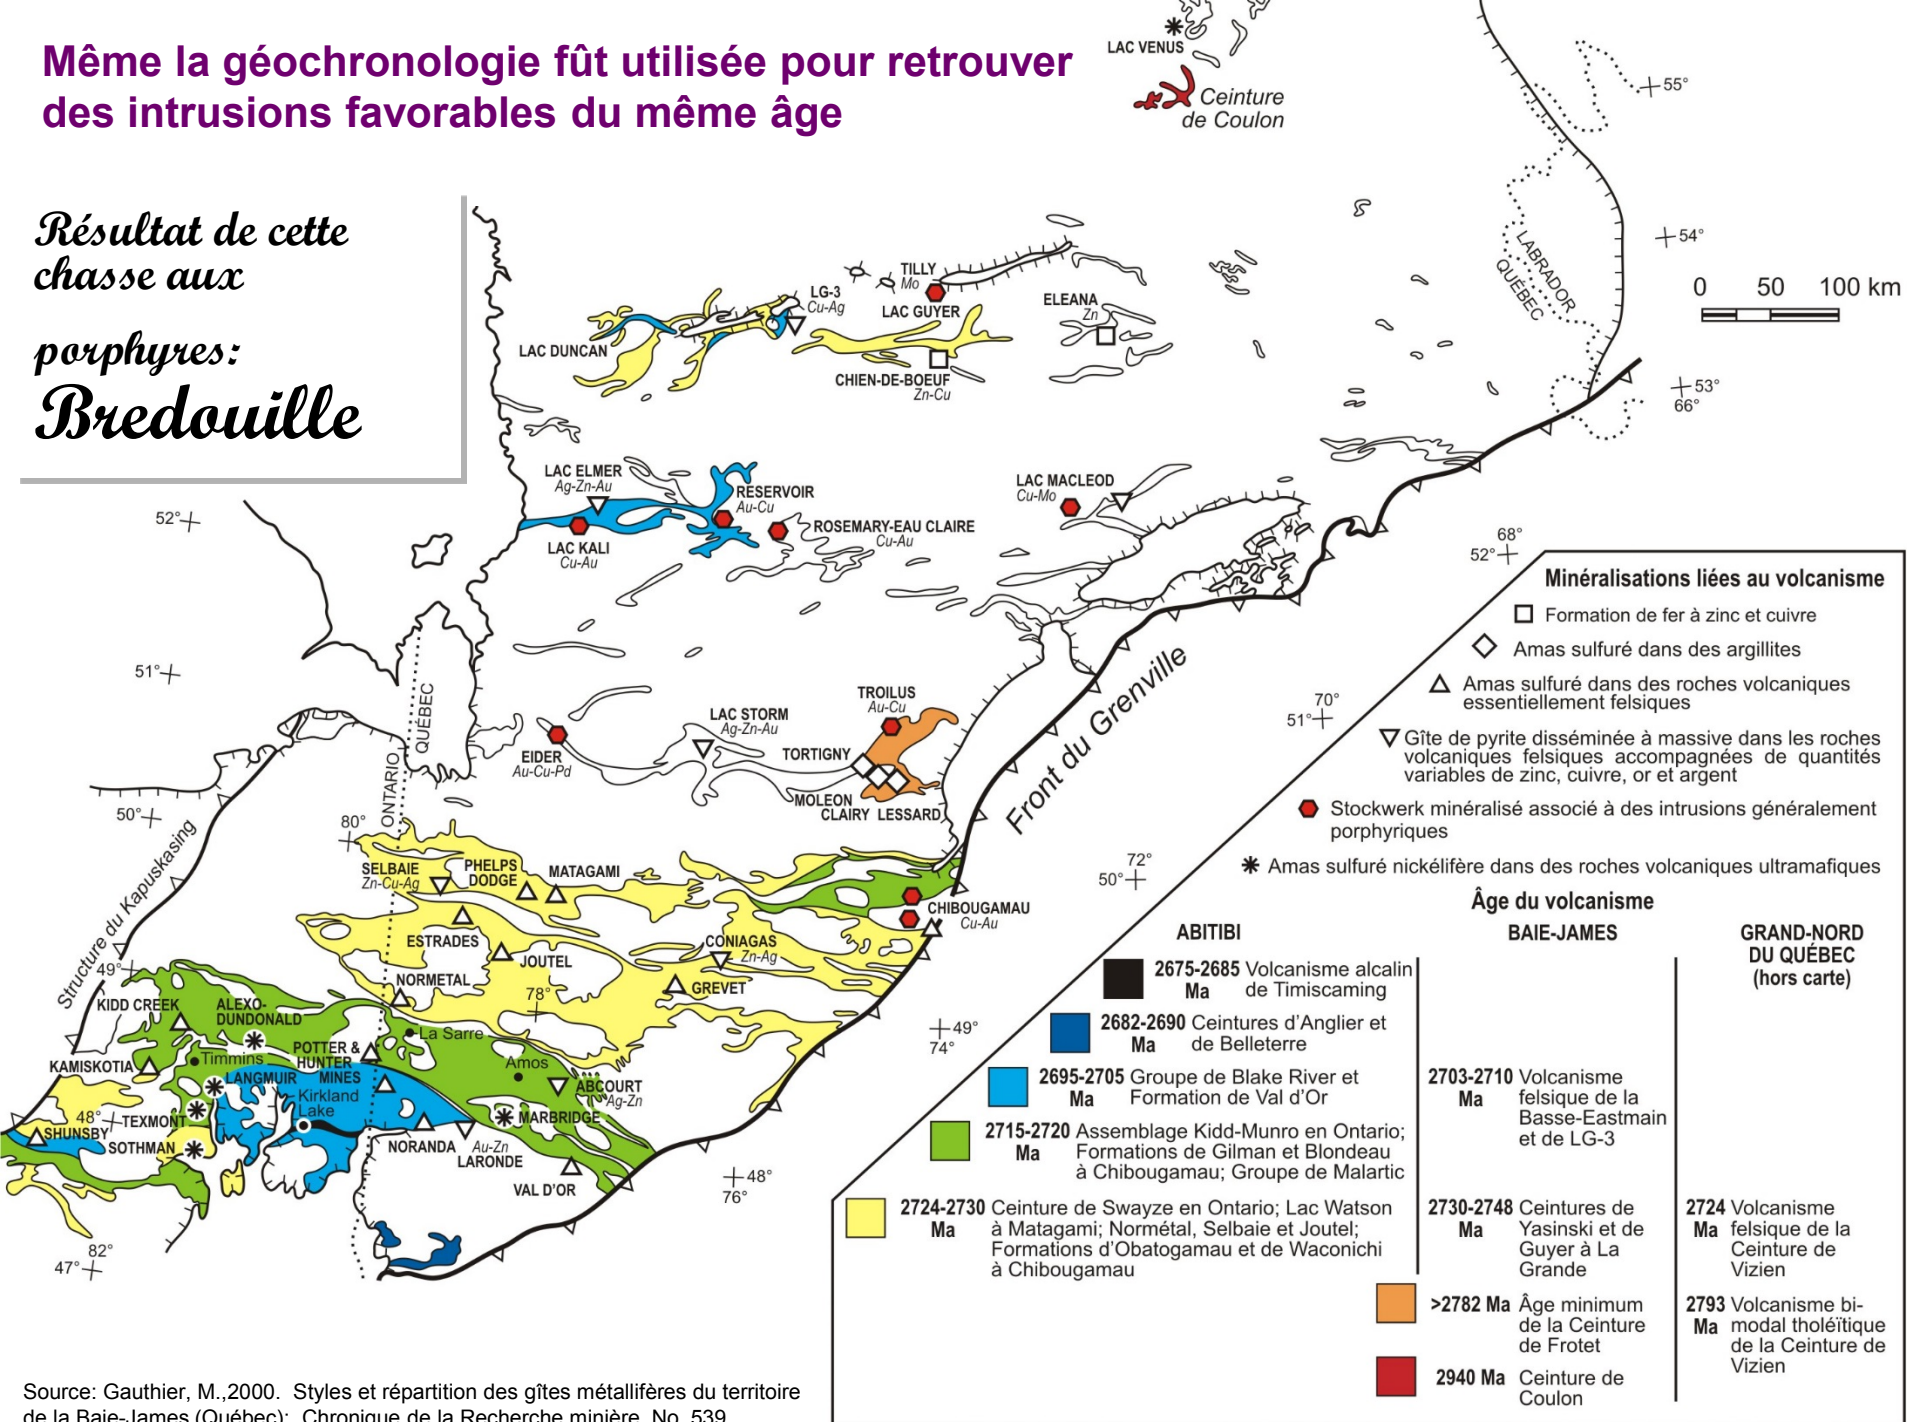 Même la géochronologie fût utilisée pour retrouver
des intrusions favorables du même âge
Résultat de cette
chasse aux
porphyres:
Bredouille
LAC VENUS
Ceinture
de Coulon
55°
54°
LABRADOR
QUÉBEC
0 50 100 km
53°
66°
TILLY
Mo
LAC GUYER
LG-3
Cu-Ag
ELEANA
Zn
LAC DUNCAN
CHIEN-DE-BOEUF
Zn-Cu
LAC ELMER
Ag-Zn-Au
RESERVOIR
Au-Cu
LAC MACLEOD
Cu-Mo
52°
ROSEMARY-EAU CLAIRE
Cu-Au
LAC KALI
Cu-Au
68°
52°
51°
QUÉBEC
ONTARIO
TROILUS
Au-Cu
LAC STORM
Ag-Zn-Au
EIDER
Au-Cu-Pd
TORTIGNY
MOLEON
CLAIRY LESSARD
Front du Grenville
70°
51°
50°
80°
Structure du Kapuskasing
SELBAIE
Zn-Cu-Ag
PHELPS
DODGE
MATAGAMI
72°
50°
CHIBOUGAMAU
Cu-Au
ESTRADES
JOUTEL
CONIAGAS
Zn-Ag
GREVET
NORMETAL
78°
49°
KIDD CREEK
ALEXO-
DUNDONALD
La Sarre
49°
74°
KAMISKOTIA
Timmins
POTTER &
HUNTER
MINES
Amos
LANGMUIR
Kirkland
Lake
ABCOURT
Ag-Zn
48°
TEXMONT
MARBRIDGE
SHUNSBY
SOTHMAN
NORANDA
Au-Zn
LARONDE
VAL D'OR
48°
76°
82°
47°
Minéralisations liées au volcanisme
Formation de fer à zinc et cuivre
Amas sulfuré dans des argillites
Amas sulfuré dans des roches volcaniques
essentiellement felsiques
Gîte de pyrite disséminée à massive dans les roches
volcaniques felsiques accompagnées de quantités
variables de zinc, cuivre, or et argent
Stockwerk minéralisé associé à des intrusions généralement
porphyriques
Amas sulfuré nickélifère dans des roches volcaniques ultramafiques
Âge du volcanisme
ABITIBI
BAIE-JAMES
GRAND-NORD
DU QUÉBEC
(hors carte)
2675-2685 Volcanisme alcalin
Ma de Timiscaming
2682-2690 Ceintures d'Anglier et
Ma de Belleterre
2695-2705 Groupe de Blake River et
Ma Formation de Val d'Or
2715-2720 Assemblage Kidd-Munro en Ontario;
Ma Formations de Gilman et Blondeau
à Chibougamau; Groupe de Malartic
2724-2730 Ceinture de Swayze en Ontario; Lac Watson
Ma à Matagami; Normétal, Selbaie et Joutel;
Formations d'Obatogamau et de Waconichi
à Chibougamau
2703-2710 Volcanisme
Ma felsique de la
Basse-Eastmain
et de LG-3
2730-2748 Ceintures de
Ma Yasinski et de
Guyer à La
Grande
>2782 Ma Âge minimum
de la Ceinture
de Frotet
2940 Ma Ceinture de
Coulon
2724 Volcanisme
Ma felsique de la
Ceinture de
Vizien
2793 Volcanisme bi-
Ma modal tholéïtique
de la Ceinture de
Vizien
Source: Gauthier, M.,2000. Styles et répartition des gîtes métallifères du territoire
de la Baie-James (Québec); Chronique de la Recherche minière, No. 539